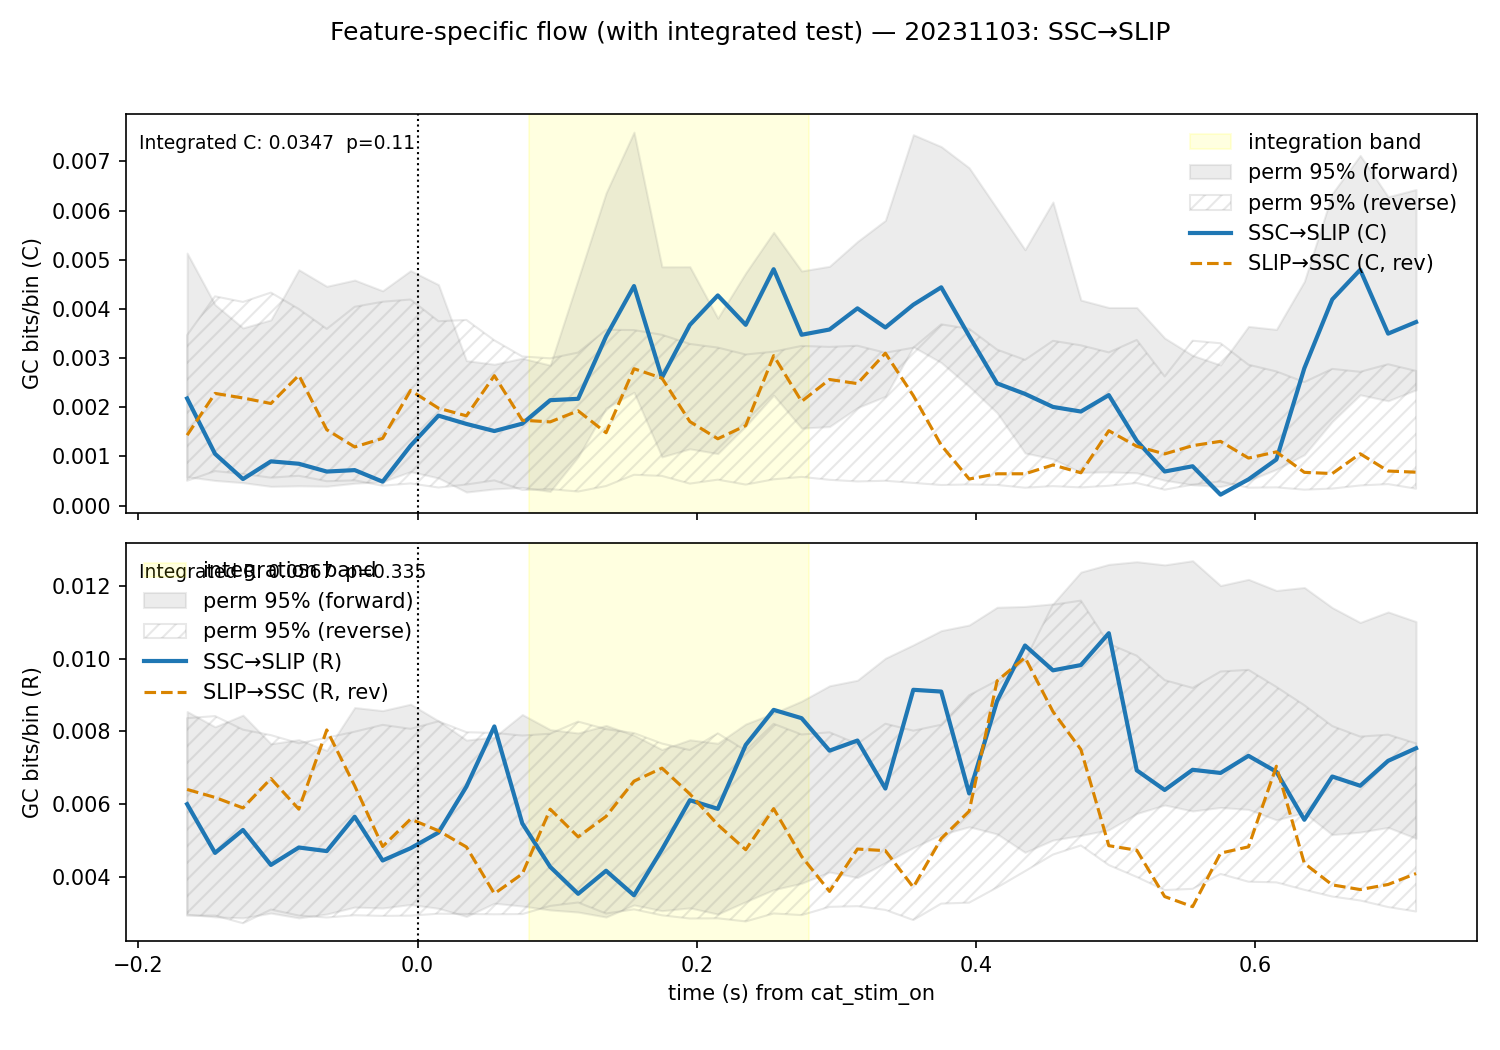 Feature-specific flow (with integrated test) — 20231103: SSC→SLIP
Integrated C: 0.0347  p=0.11
integration band
perm 95% (forward)
perm 95% (reverse)
SSC→SLIP (C)
SLIP→SSC (C, rev)
GC bits/bin (C)
0.007
0.006
0.005
0.004
0.003
0.002
0.001
0.000
Integrated R: 0.0567  p=0.335
integration band
perm 95% (forward)
perm 95% (reverse)
SSC→SLIP (R)
SLIP→SSC (R, rev)
GC bits/bin (R)
0.012
0.010
0.008
0.006
0.004
−0.2
0.0
0.2
0.4
0.6
time (s) from cat_stim_on